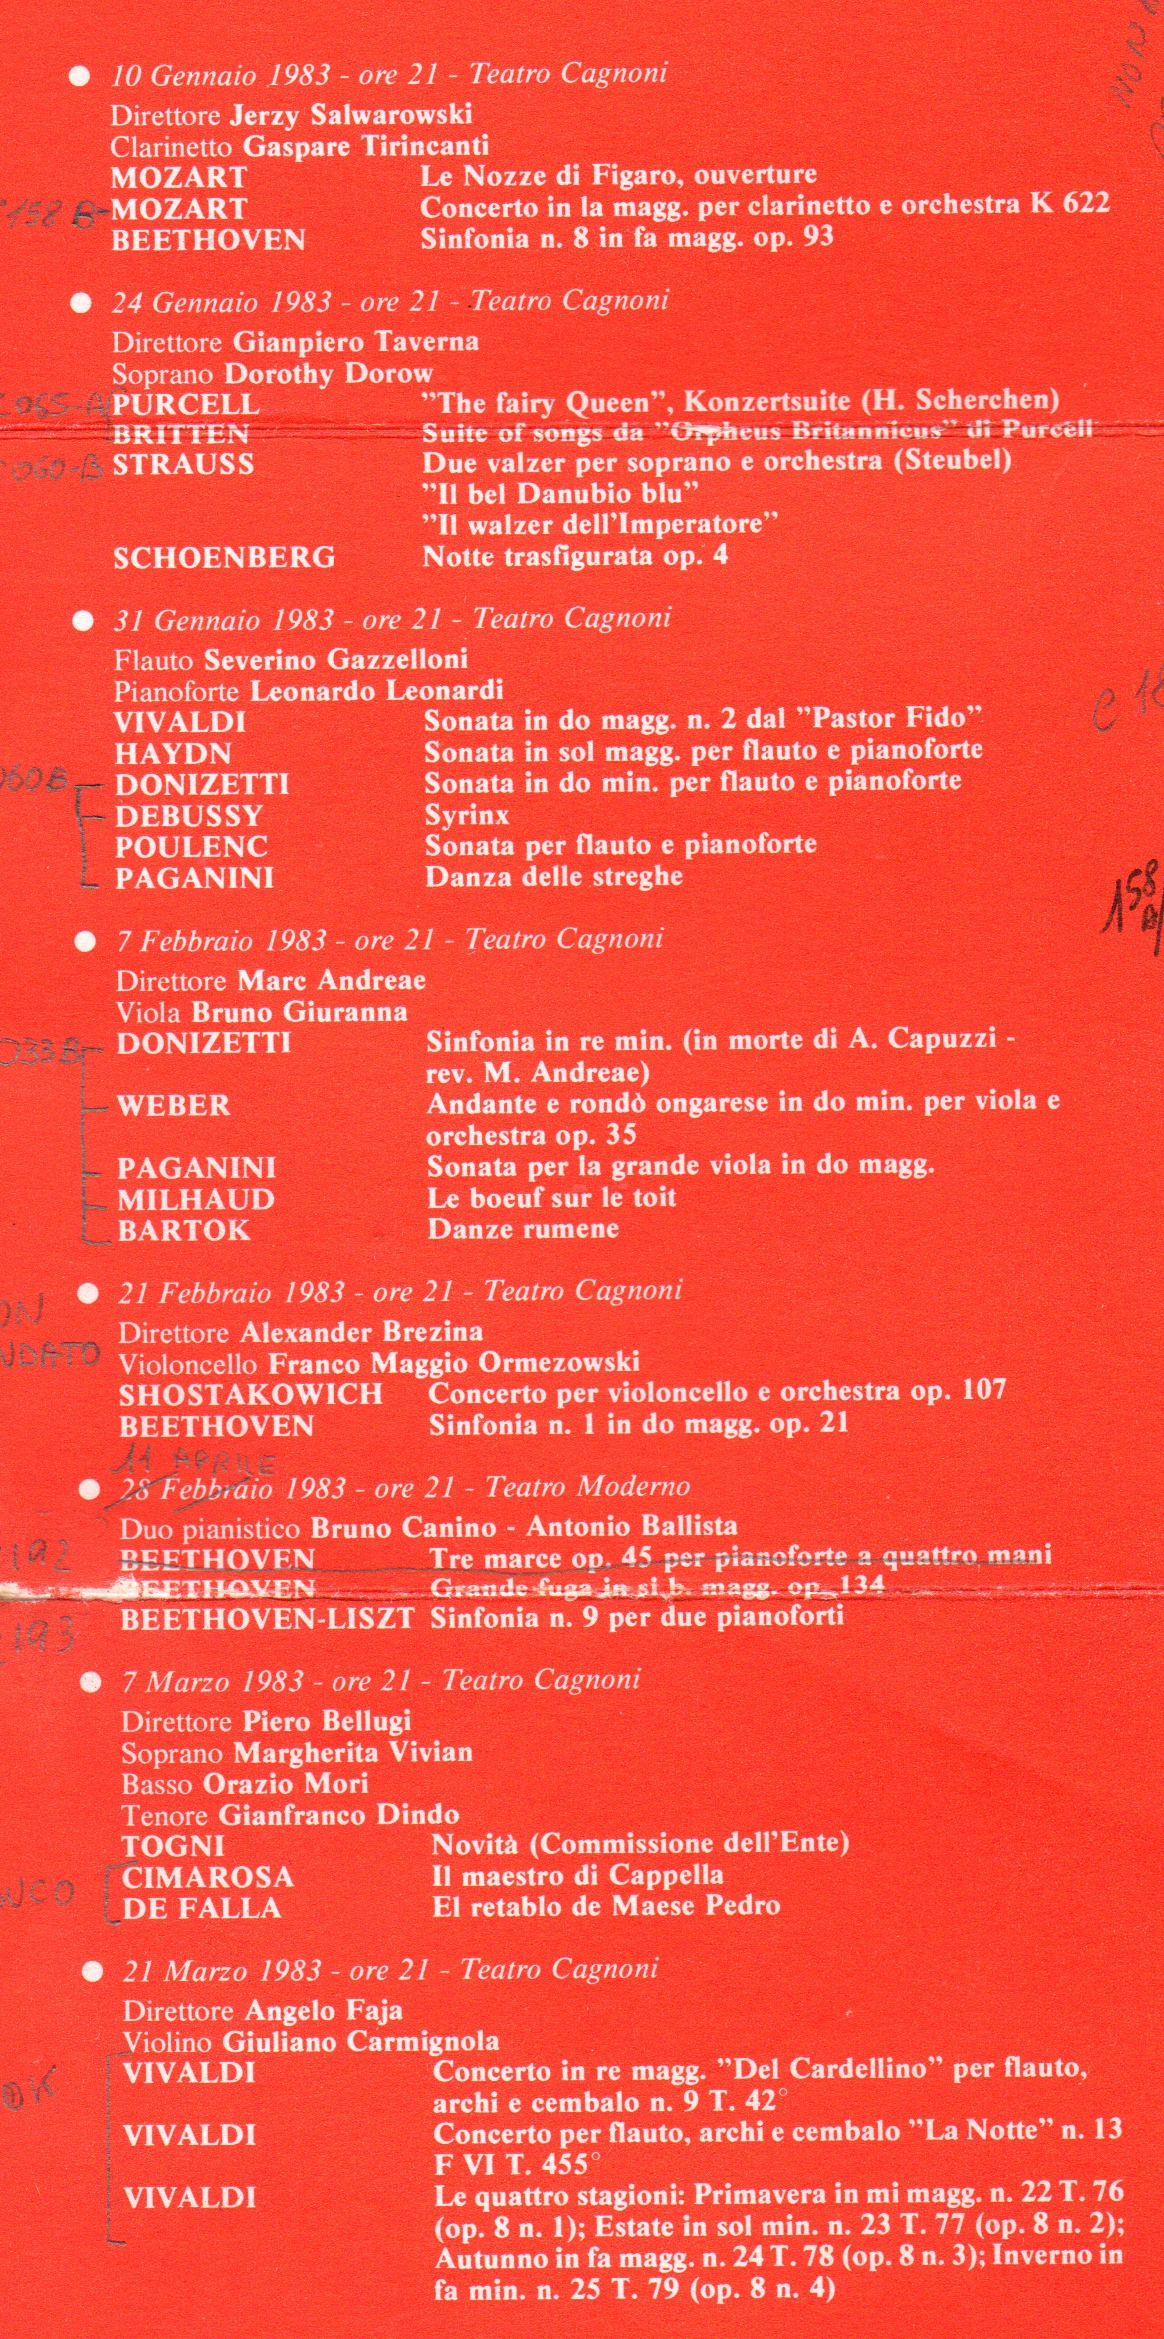 NON
10 Gennaio 1983 - ore 21 - Teatro Cagnoni
Direttore Jerzy Salwarowski
Clarinetto Gaspare Tirincanti
MOZART Le Nozze di Figaro, ouverture
158 B MOZART Concerto in la magg. per clarinetto e orchestra K 622
BEETHOVEN Sinfonia n. 8 in fa magg. op. 93
24 Gennaio 1983 - ore 21 - Teatro Cagnoni
Direttore Gianpiero Taverna
Soprano Dorothy Dorow
C065-A PURCELL ”The fairy Queen”, Konzertsuite (H. Scherchen)
BRITTEN Suite of songs da ”Orpheus Britannicus” di Purcell
C060-B STRAUSS Due valzer per soprano e orchestra (Steubel)
”Il bel Danubio blu”
”Il walzer dell'Imperatore”
SCHOENBERG Notte trasfigurata op. 4
31 Gennaio 1983 - ore 21 - Teatro Cagnoni
Flauto Severino Gazzelloni
Pianoforte Leonardo Leonardi
VIVALDI Sonata in do magg. n. 2 dal ”Pastor Fido”
C 18
HAYDN Sonata in sol magg. per flauto e pianoforte
060B DONIZETTI Sonata in do min. per flauto e pianoforte
DEBUSSY Syrinx
POULENC Sonata per flauto e pianoforte
PAGANINI Danza delle streghe
158
7 Febbraio 1983 - ore 21 - Teatro Cagnoni
Direttore Marc Andreae
Viola Bruno Giuranna
033B DONIZETTI Sinfonia in re min. (in morte di A. Capuzzi -
rev. M. Andreae)
WEBER Andante e rondò ongarese in do min. per viola e
orchestra op. 35
PAGANINI Sonata per la grande viola in do magg.
MILHAUD Le boeuf sur le toit
BARTOK Danze rumene
21 Febbraio 1983 - ore 21 - Teatro Cagnoni
ON
Direttore Alexander Brezina
NDATO Violoncello Franco Maggio Ormezowski
SHOSTAKOWICH Concerto per violoncello e orchestra op. 107
BEETHOVEN Sinfonia n. 1 in do magg. op. 21
11 APRILE
28 Febbraio 1983 - ore 21 - Teatro Moderno
Duo pianistico Bruno Canino - Antonio Ballista
192 BEETHOVEN Tre marce op. 45 per pianoforte a quattro mani
BEETHOVEN Grande fuga in si b. magg. op. 134
193 BEETHOVEN-LISZT Sinfonia n. 9 per due pianoforti
7 Marzo 1983 - ore 21 - Teatro Cagnoni
Direttore Piero Bellugi
Soprano Margherita Vivian
Basso Orazio Mori
Tenore Gianfranco Dindo
TOGNI Novità (Commissione dell'Ente)
CIMAROSA Il maestro di Cappella
NCO DE FALLA El retablo de Maese Pedro
21 Marzo 1983 - ore 21 - Teatro Cagnoni
Direttore Angelo Faja
Violino Giuliano Carmignola
OK VIVALDI Concerto in re magg. ”Del Cardellino” per flauto,
archi e cembalo n. 9 T. 42°
VIVALDI Concerto per flauto, archi e cembalo ”La Notte” n. 13
F VI T. 455°
VIVALDI Le quattro stagioni: Primavera in mi magg. n. 22 T. 76
(op. 8 n. 1); Estate in sol min. n. 23 T. 77 (op. 8 n. 2);
Autunno in fa magg. n. 24 T. 78 (op. 8 n. 3); Inverno in
fa min. n. 25 T. 79 (op. 8 n. 4)